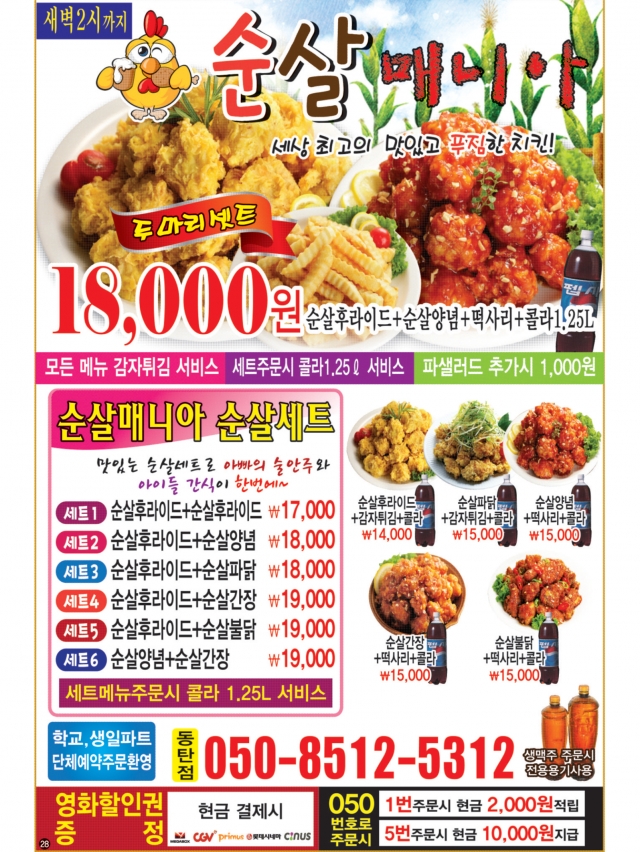 새벽2시까지
순살 매니아
세상 최고의 맛있고 푸짐한 치킨!
두마리셋트
18,000원 순살후라이드+순살양념+떡사리+콜라1.25L
펩시
모든 메뉴 감자튀김 서비스 세트주문시 콜라1.25ℓ 서비스 파샐러드 추가시 1,000원
순살매니아 순살세트
맛있는 순살세트로 아빠의 술안주와
아이들 간식이 한번에~
세트1 순살후라이드+순살후라이드 ₩17,000
세트2 순살후라이드+순살양념 ₩18,000
세트3 순살후라이드+순살파닭 ₩18,000
세트4 순살후라이드+순살간장 ₩19,000
세트5 순살후라이드+순살불닭 ₩19,000
세트6 순살양념+순살간장 ₩19,000
세트메뉴주문시 콜라 1.25L 서비스
순살후라이드
+감자튀김+콜라
₩14,000
순살파닭
+감자튀김+콜라
₩15,000
순살양념
+떡사리+콜라
₩15,000
순살간장
+떡사리+콜라
₩15,000
순살불닭
+떡사리+콜라
₩15,000
학교,생일파트
단체예약주문환영
동탄점
050-8512-5312
생맥주 주문시
전용용기사용
영화할인권
증정
현금 결제시
MEGABOX CGV primus 롯데시네마 CINUS
050
번호로
주문시
1번주문시 현금 2,000원적립
5번주문시 현금 10,000원지급
28